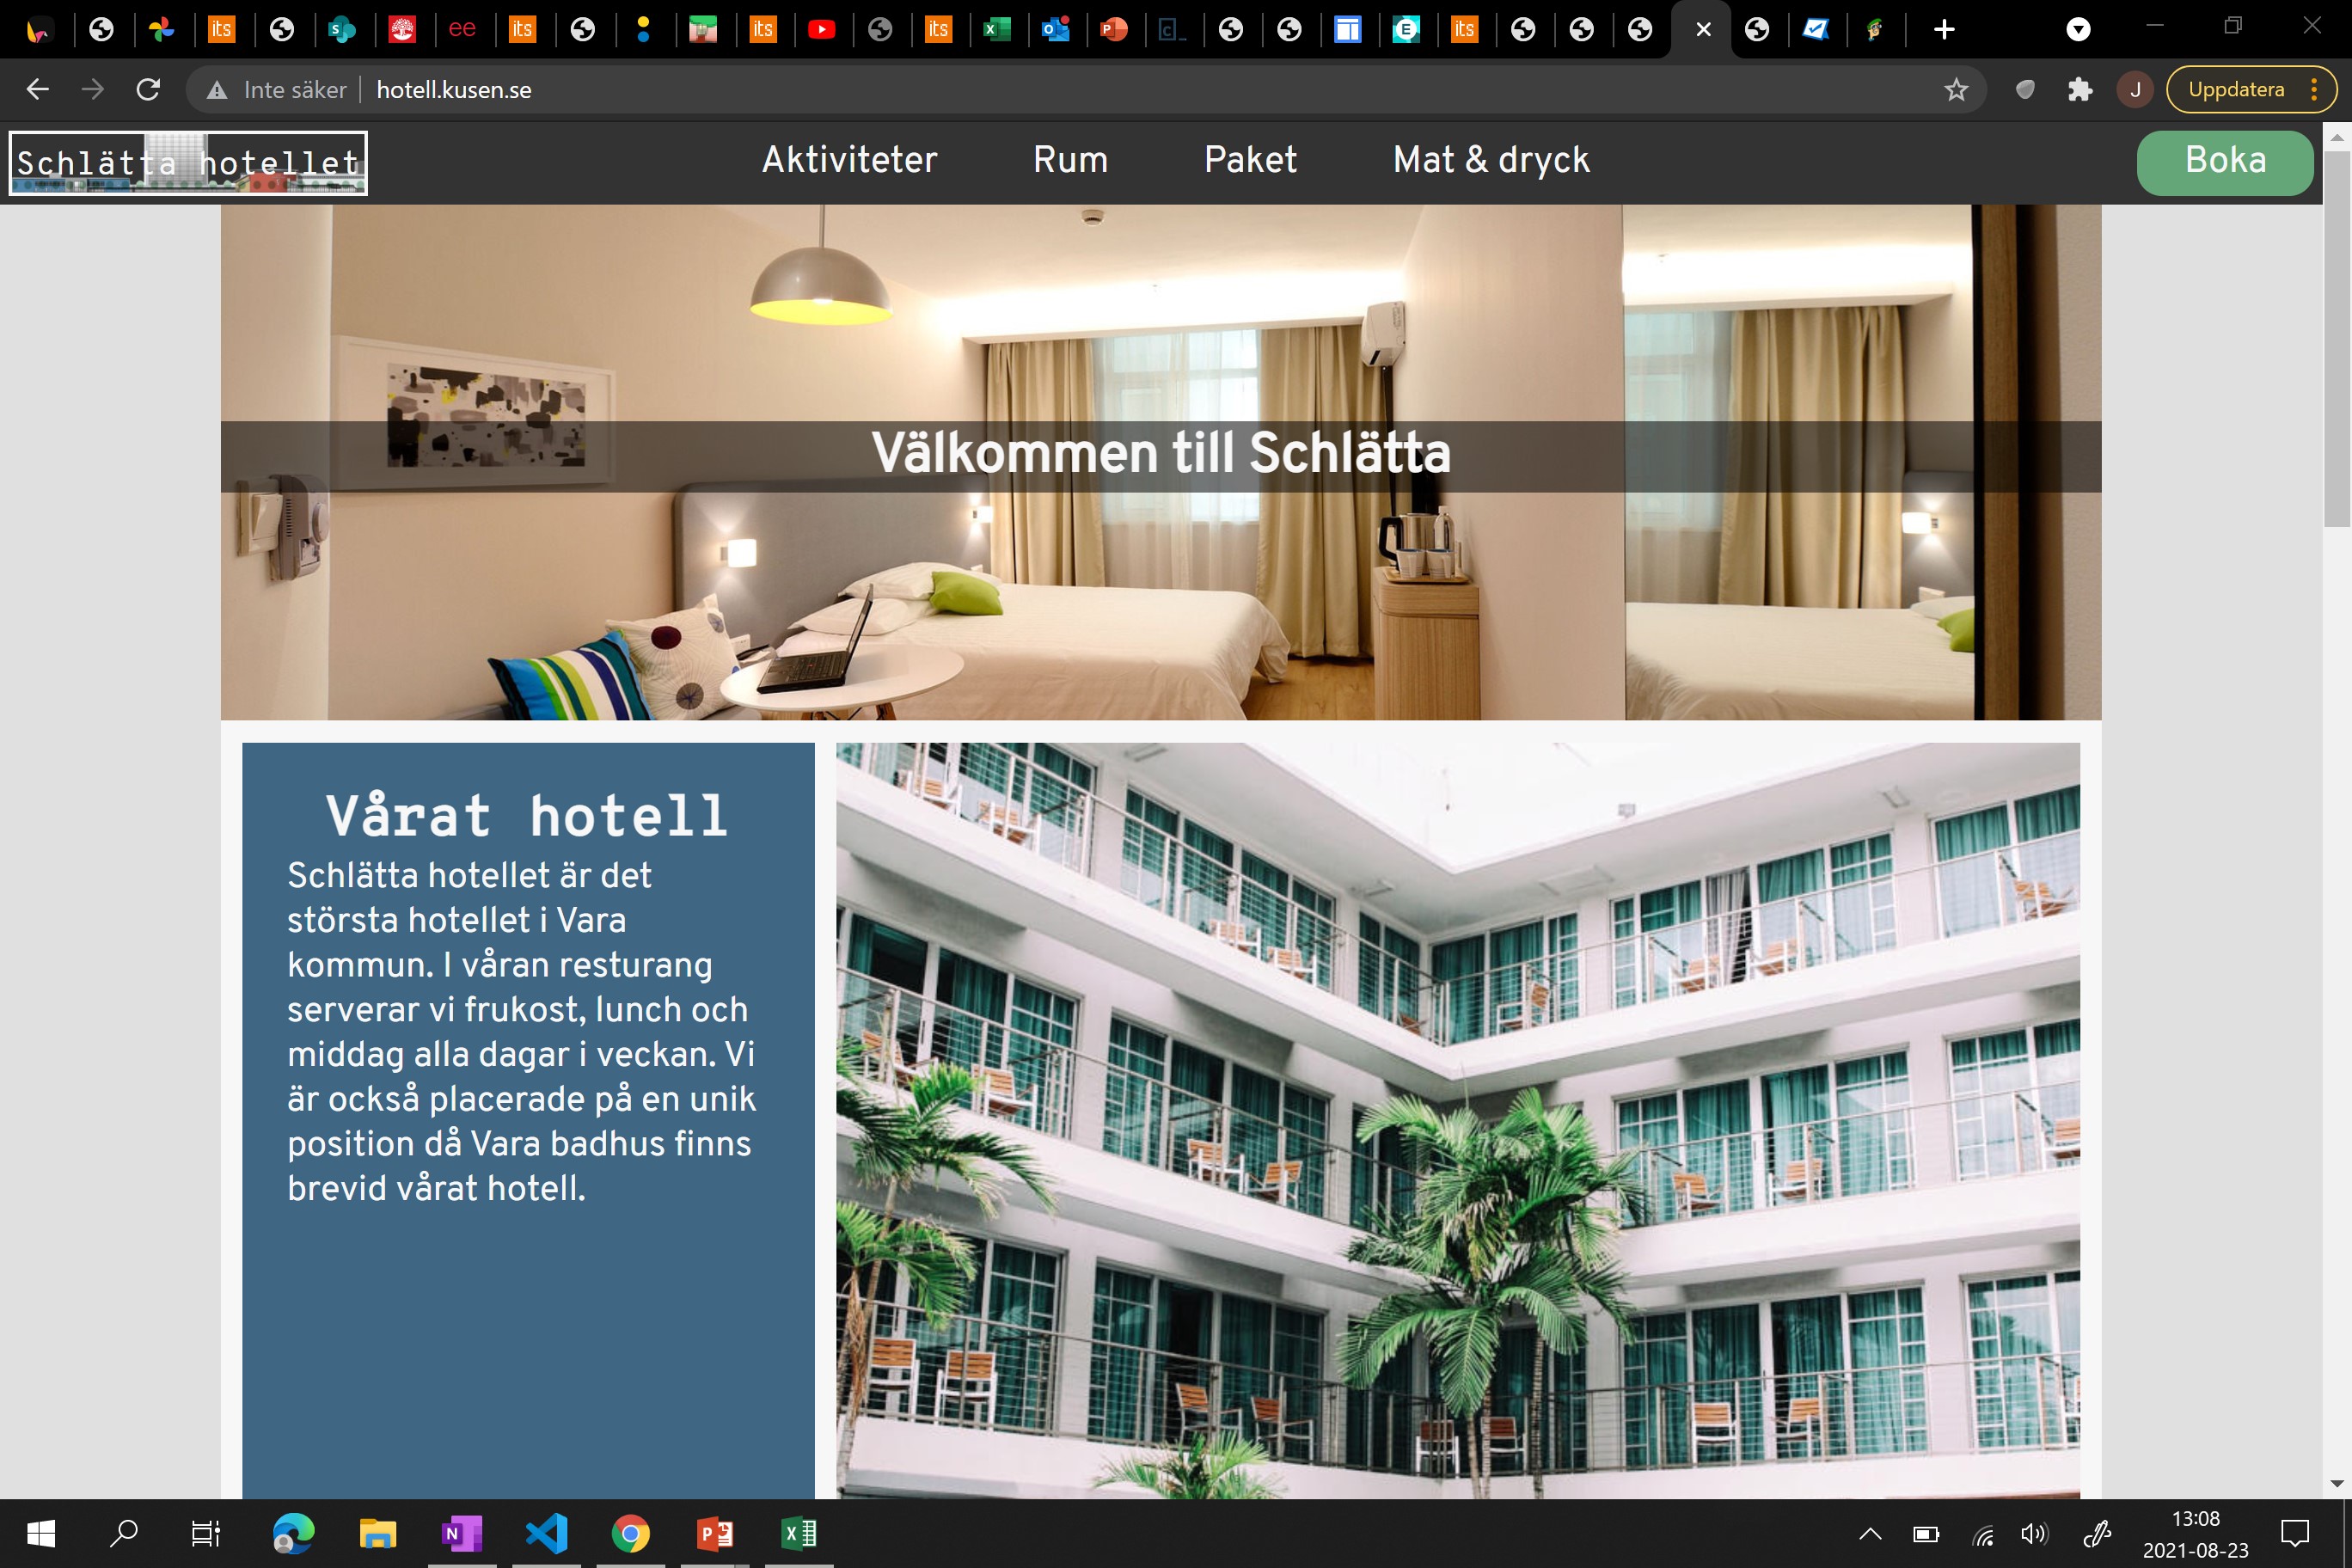 its
ee
its
its
its
its
Inte säker
hotell.kusen.se
J
Uppdatera
Schlätta hotellet
Aktiviteter
Rum
Paket
Mat & dryck
Boka
Välkommen till Schlätta
Vårat hotell
Schlätta hotellet är det
största hotellet i Vara
kommun. I våran resturang
serverar vi frukost, lunch och
middag alla dagar i veckan. Vi
är också placerade på en unik
position då Vara badhus finns
brevid vårat hotell.
13:08
2021-08-23